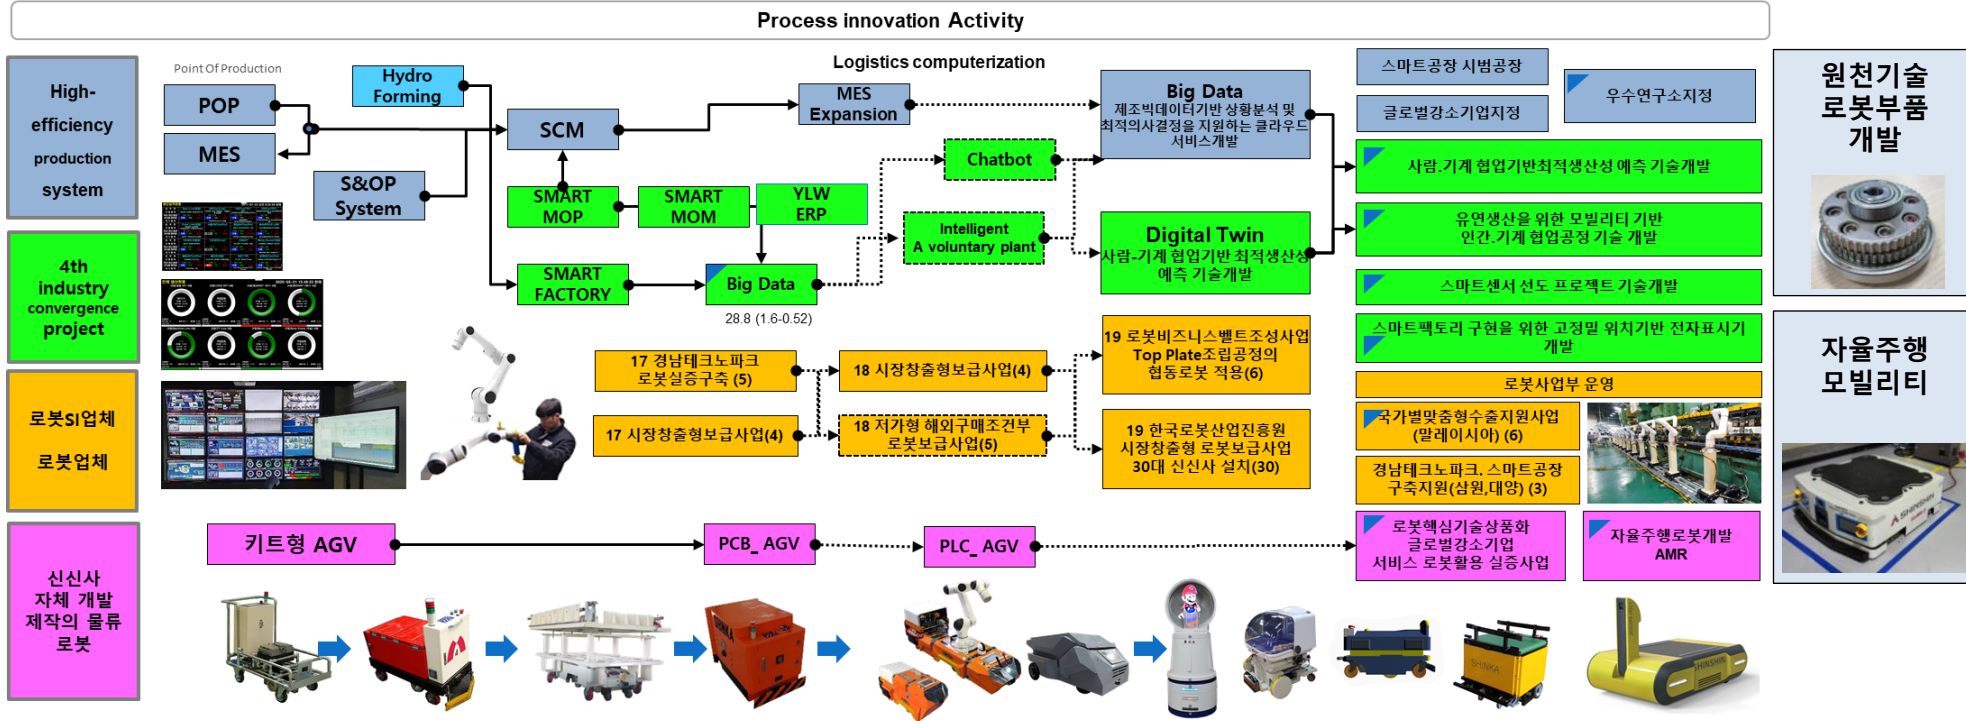 Process innovation Activity
High-
efficiency
production
system
4th
industry
convergence
project
로봇SI업체
로봇업체
신신사
자체 개발
제작의 물류
로봇
Point Of Production
POP
MES
Hydro
Forming
S&OP
System
SCM
SMART
MOP
SMART
MOM
YLW
ERP
SMART
FACTORY
Big Data
28.8 (1.6-0.52)
Logistics computerization
MES
Expansion
Chatbot
Intelligent
A voluntary plant
Big Data
제조빅데이터기반 상황분석 및
최적의사결정을 지원하는 클라우드
서비스개발
Digital Twin
사람-기계 협업기반 최적생산성
예측 기술개발
스마트공장 시범공장
글로벌강소기업지정
우수연구소지정
사람.기계 협업기반최적생산성 예측 기술개발
유연생산을 위한 모빌리티 기반
인간.기계 협업공정 기술 개발
스마트센서 선도 프로젝트 기술개발
스마트팩토리 구현을 위한 고정밀 위치기반 전자표시기
개발
17 경남테크노파크
로봇실증구축 (5)
17 시장창출형보급사업(4)
18 시장창출형보급사업(4)
18 저가형 해외구매조건부
로봇보급사업(5)
19 로봇비즈니스벨트조성사업
Top Plate조립공정의
협동로봇 적용(6)
19 한국로봇산업진흥원
시장창출형 로봇보급사업
30대 신신사 설치(30)
로봇사업부 운영
국가별맞춤형수출지원사업
(말레이시아) (6)
경남테크노파크. 스마트공장
구축지원(삼원,대양) (3)
키트형 AGV
PCB_ AGV
PLC_ AGV
로봇핵심기술상품화
글로벌강소기업
서비스 로봇활용 실증사업
자율주행로봇개발
AMR
원천기술
로봇부품
개발
자율주행
모빌리티
SHINSHIN
SHINKA
SHINKA
SHINSHIN